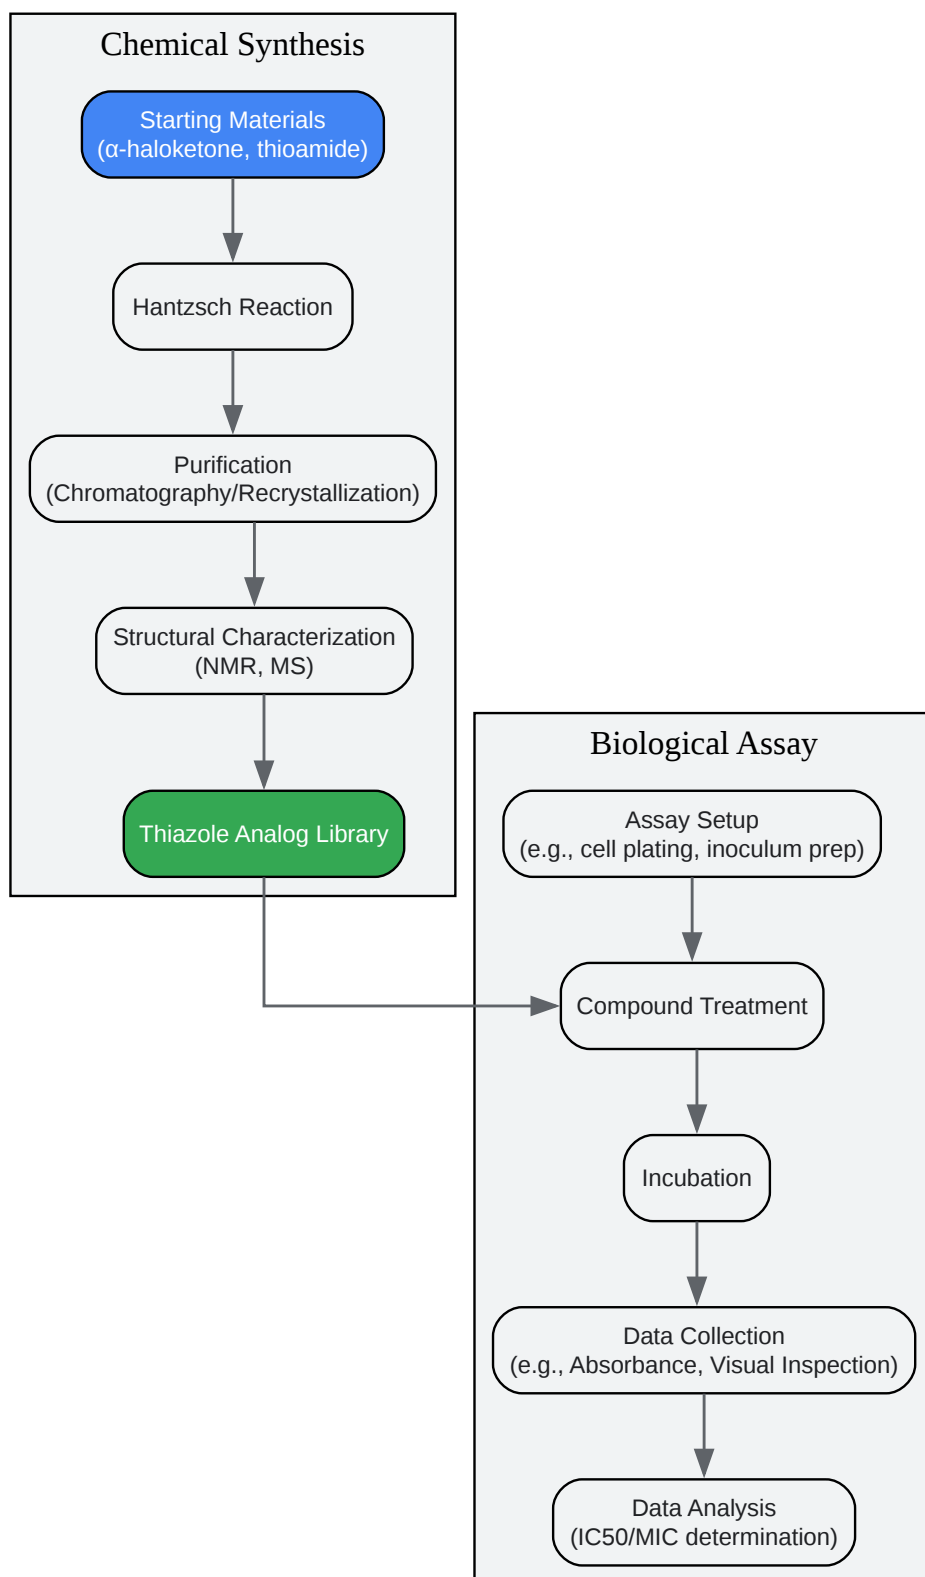 Chemical Synthesis
Starting Materials
(α-haloketone, thioamide)
Hantzsch Reaction
Purification
(Chromatography/Recrystallization)
Structural Characterization
(NMR, MS)
Thiazole Analog Library
Biological Assay
Assay Setup
(e.g., cell plating, inoculum prep)
Compound Treatment
Incubation
Data Collection
(e.g., Absorbance, Visual Inspection)
Data Analysis
(IC50/MIC determination)